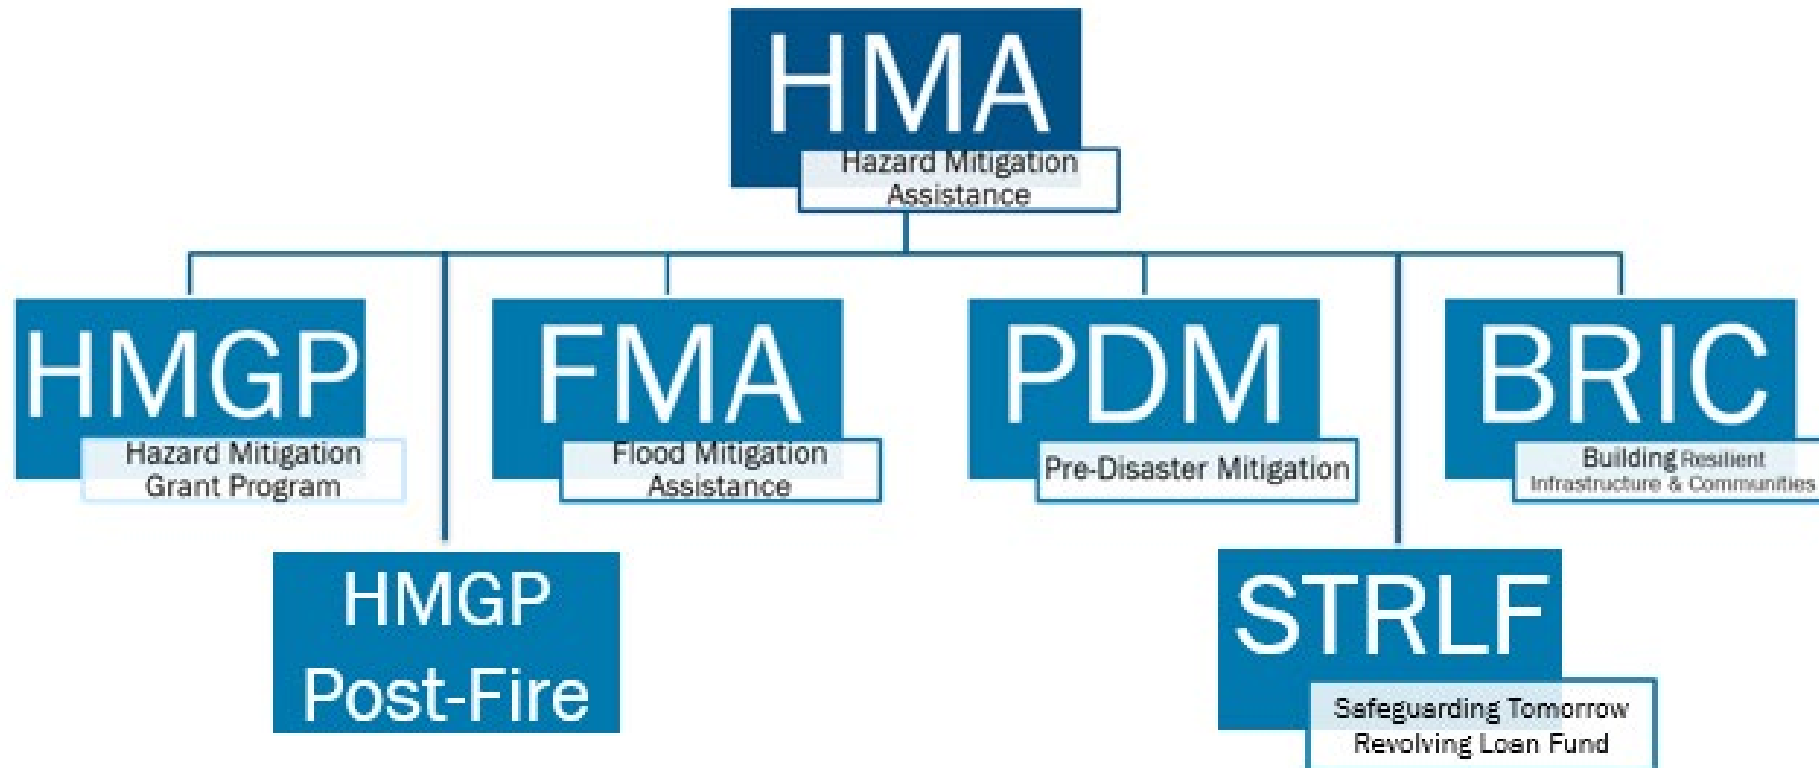 HMA
Hazard Mitigation
Assistance
HMGP
Hazard Mitigation
Grant Program
FMA
Flood Mitigation
Assistance
PDM
Pre-Disaster Mitigation
BRIC
Building Resilient
Infrastructure & Communities
HMGP
Post-Fire
STRLF
Safeguarding Tomorrow
Revolving Loan Fund